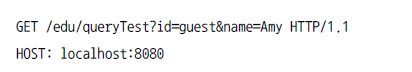 GET /edu/queryTest?id=guest&name=Amy HTTP/1.1
HOST: localhost:8080